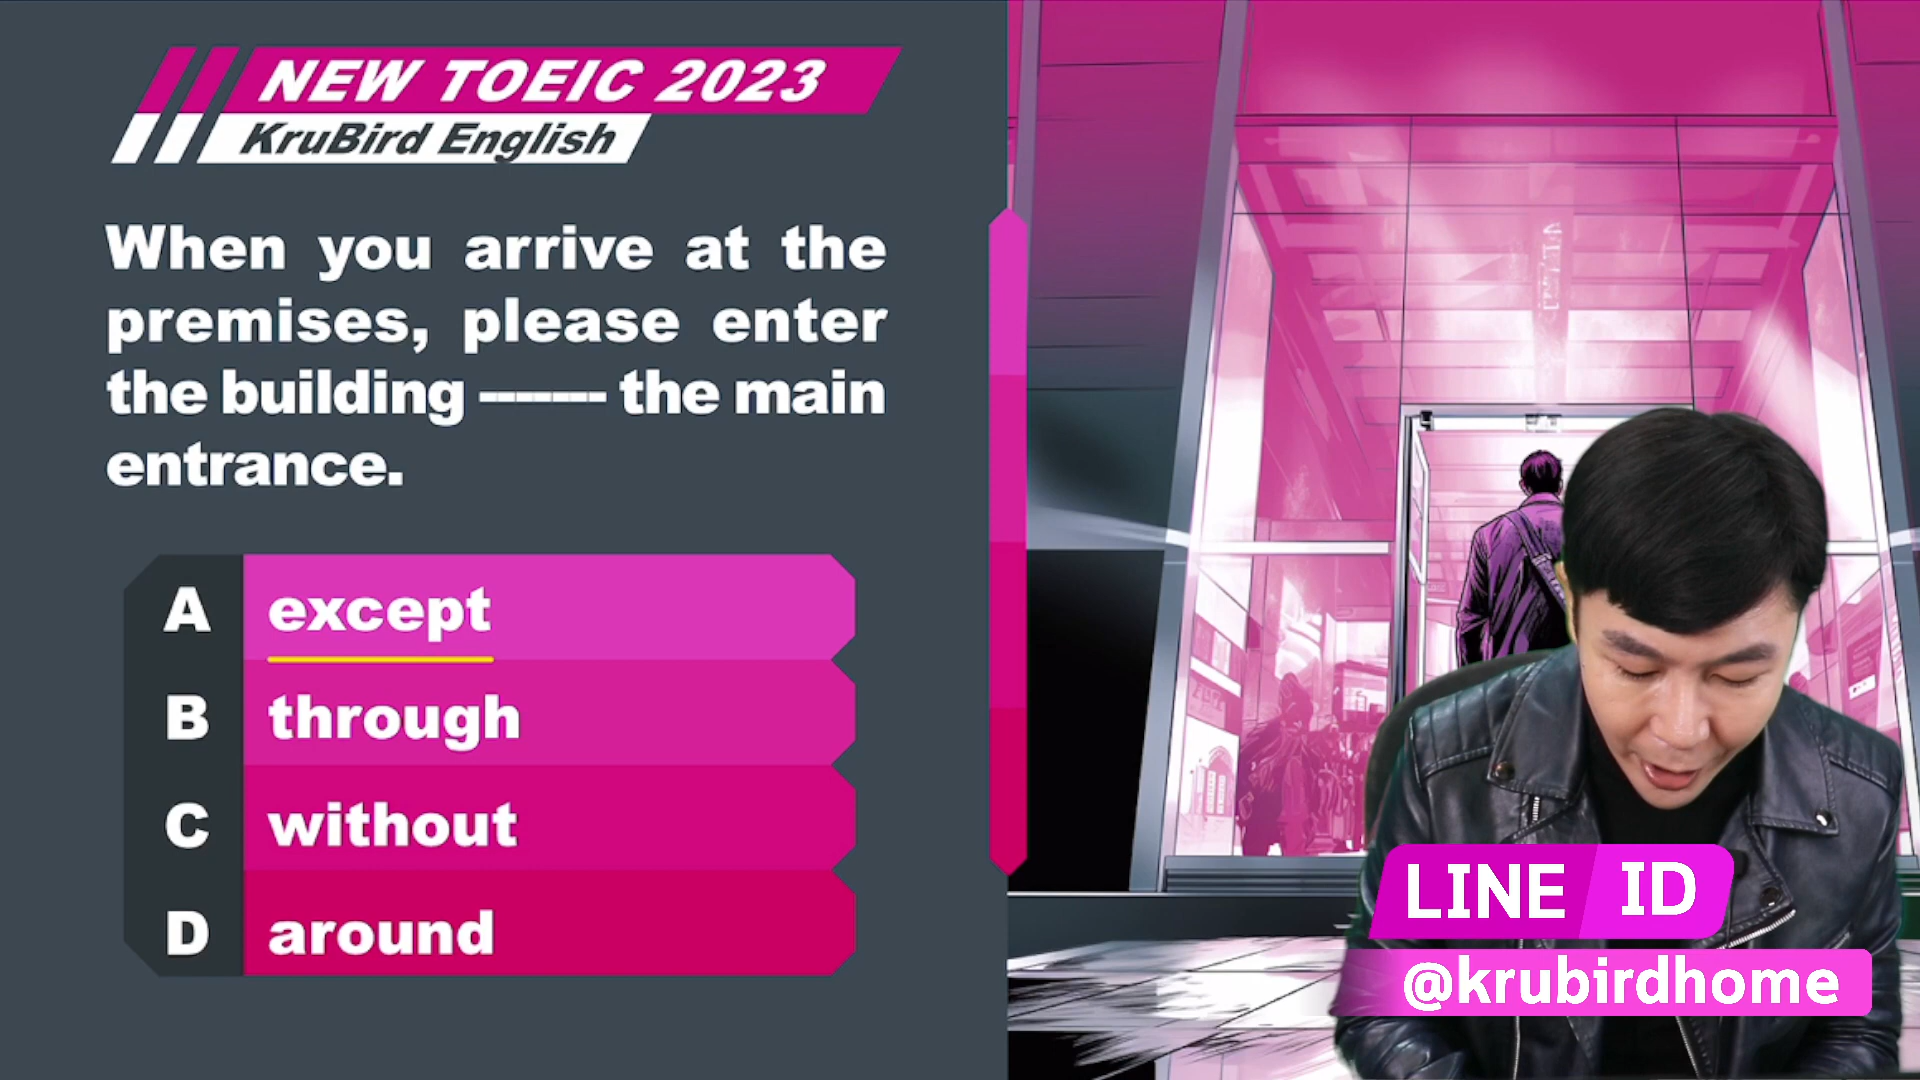 NEW TOEIC 2023
KruBird English
When you arrive at the
premises, please enter
the building ------- the main
entrance.
A except
B through
C without
D around
LINE ID
@krubirdhome